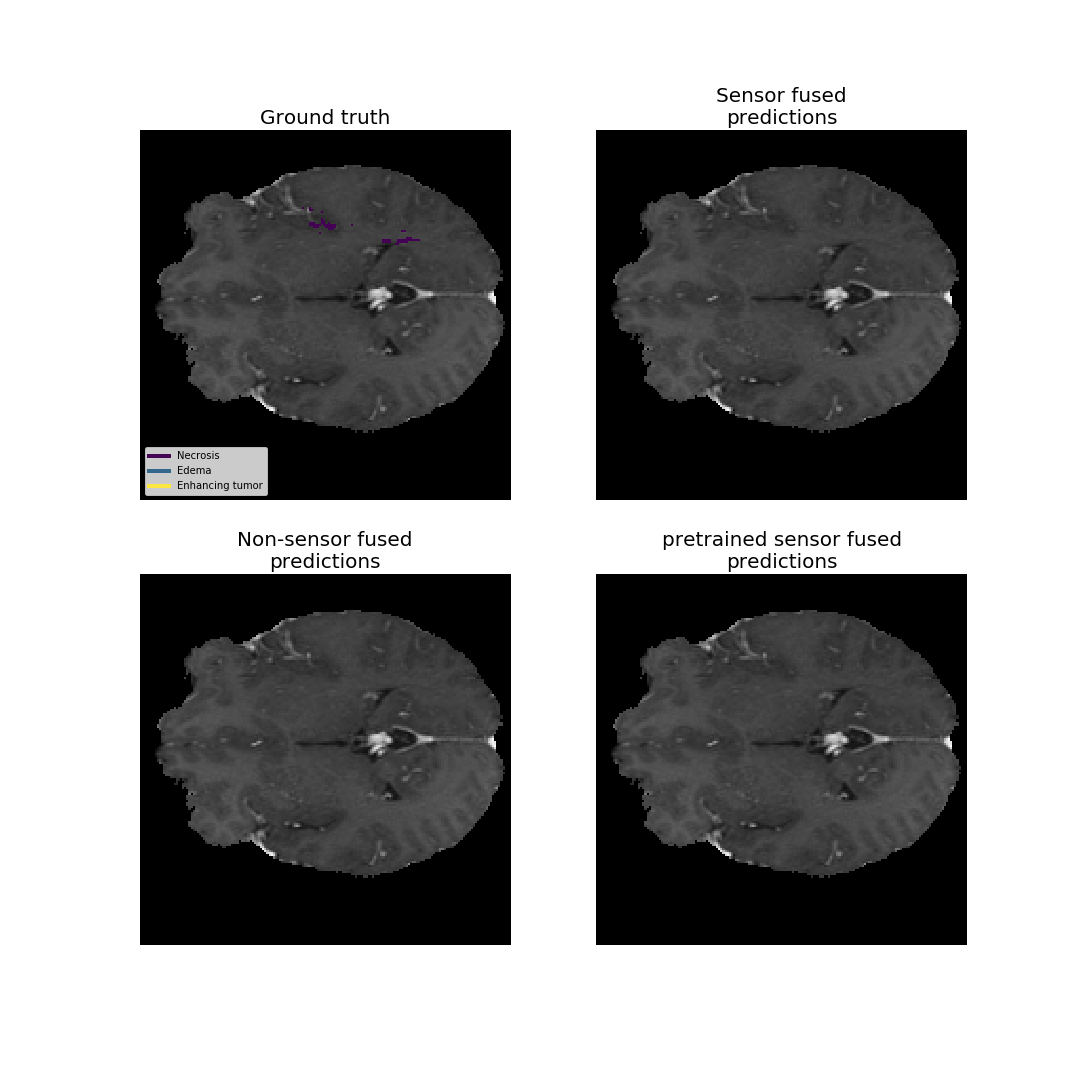 Ground truth
Sensor fused
predictions
Necrosis
Edema
Enhancing tumor
Non-sensor fused
predictions
pretrained sensor fused
predictions